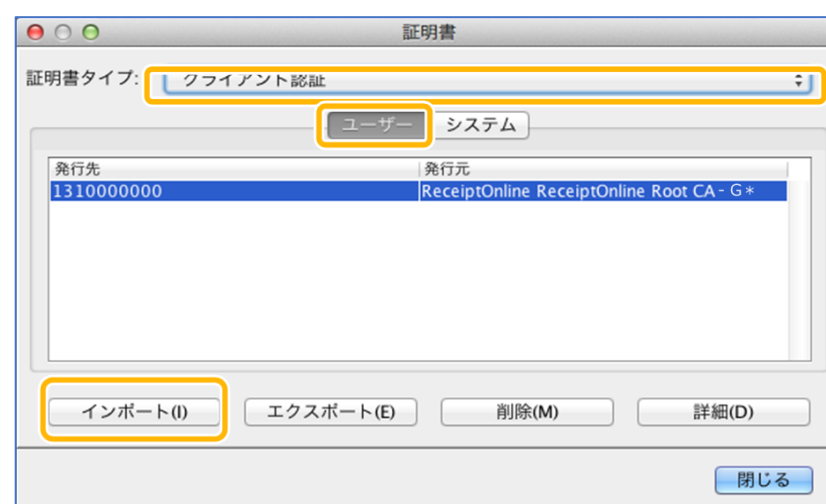 証明書
証明書タイプ: クライアント認証
ユーザー システム
発行先 発行元
1310000000 ReceiptOnline ReceiptOnline Root CA-G*
インポート(I) エクスポート(E) 削除(M) 詳細(D)
閉じる